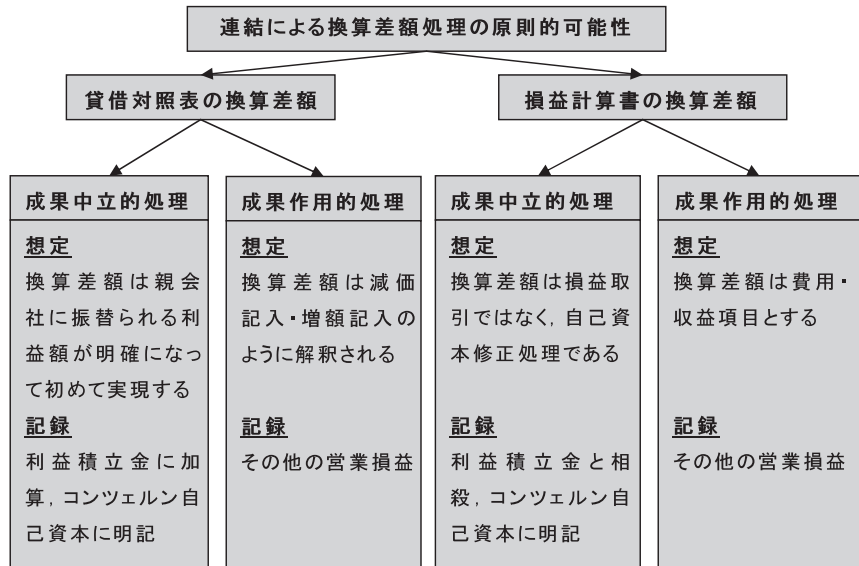 連結による換算差額処理の原則的可能性
貸借対照表の換算差額
損益計算書の換算差額
成果中立的処理
想定
換算差額は親会
社に振替られる利
益額が明確になっ
て初めて実現する
記録
利益積立金に加
算，コンツェルン自
己資本に明記
成果作用的処理
想定
換算差額は減価
記入・増額記入の
ように解釈される
記録
その他の営業損益
成果中立的処理
想定
換算差額は損益取
引ではなく，自己資
本修正処理である
記録
利益積立金と相
殺，コンツェルン自
己資本に明記
成果作用的処理
想定
換算差額は費用・
収益項目とする
記録
その他の営業損益